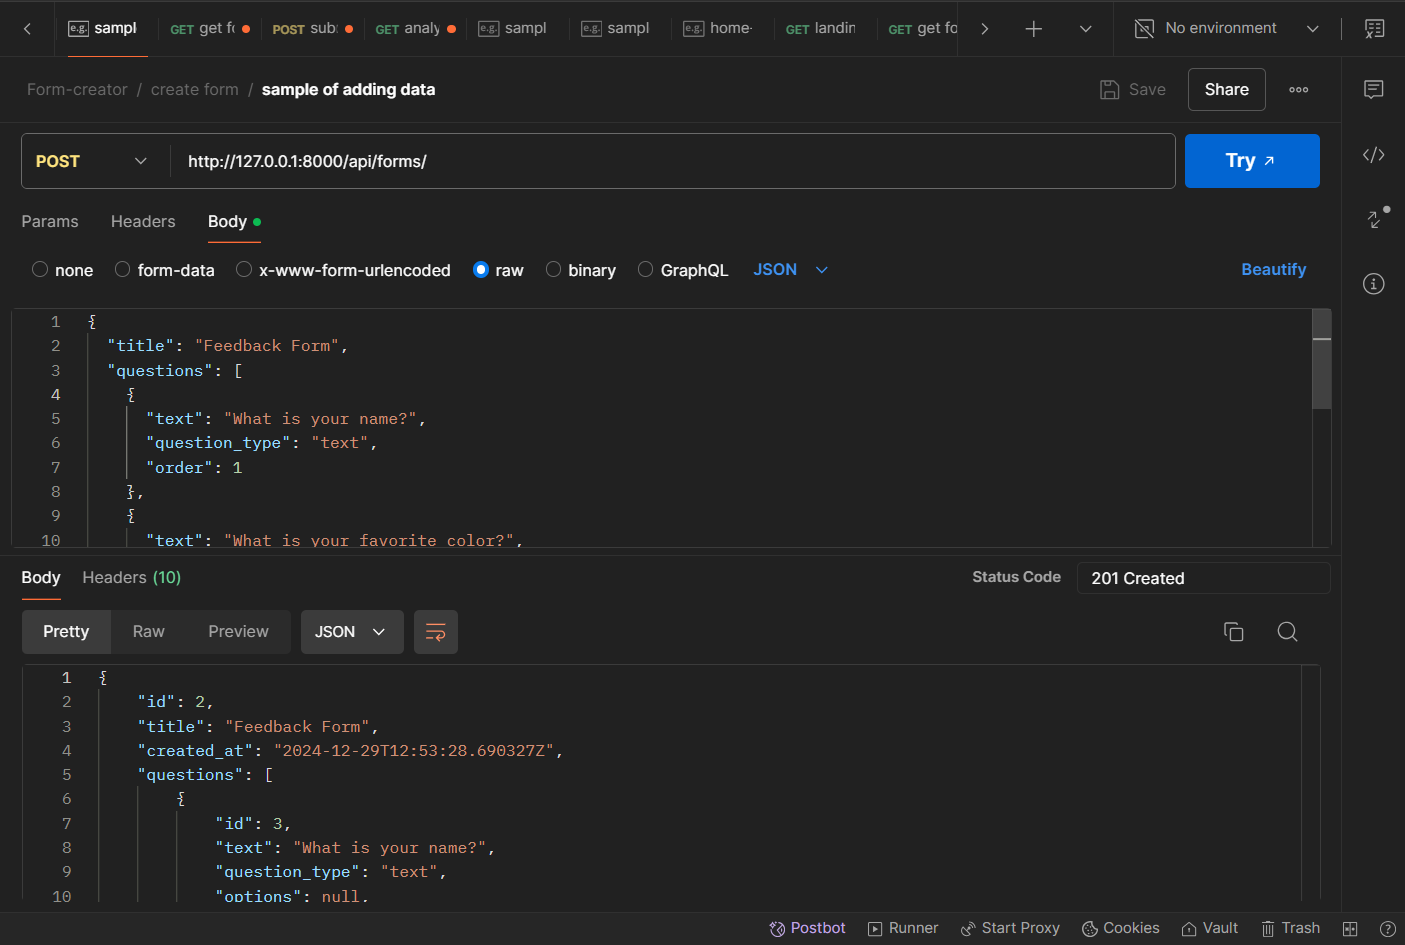 e.g. sampl GET get fo POST sub: GET analy e.g. sampl e.g. sampl e.g. home- GET landin GET get fo No environment
Form-creator / create form / sample of adding data Save Share
POST http://127.0.0.1:8000/api/forms/ Try
Params Headers Body
none form-data x-www-form-urlencoded raw binary GraphQL JSON Beautify
1 {
2 "title": "Feedback Form",
3 "questions": [
4 {
5 "text": "What is your name?",
6 "question_type": "text",
7 "order": 1
8 },
9 {
10 "text": "What is your favorite color?",
Body Headers (10) Status Code 201 Created
Pretty Raw Preview JSON
1 {
2 "id": 2,
3 "title": "Feedback Form",
4 "created_at": "2024-12-29T12:53:28.690327Z",
5 "questions": [
6 {
7 "id": 3,
8 "text": "What is your name?",
9 "question_type": "text",
10 "options": null,
Postbot Runner Start Proxy Cookies Vault Trash